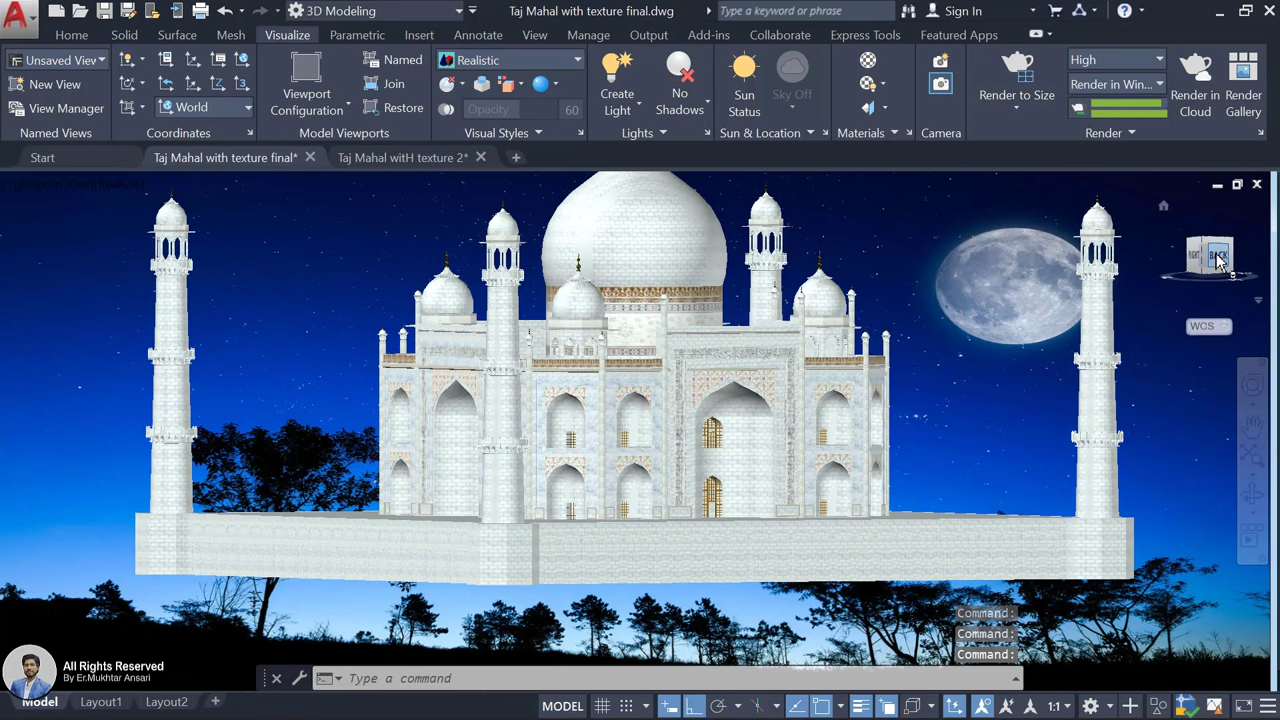 3D Modeling
Taj Mahal with texture final.dwg
Type a keyword or phrase
Sign In
Home Solid Surface Mesh Visualize Parametric Insert Annotate View Manage Output Add-ins Collaborate Express Tools Featured Apps
Unsaved View
New View
View Manager
Named Views
World
Coordinates
Viewport
Configuration
Named
Join
Restore
Model Viewports
Realistic
Opacity 60
Visual Styles
Create
Light
No
Shadows
Lights
Sun
Status
Sky Off
Sun & Location
Materials
Camera
Render to Size
High
Render in Win...
Render in
Cloud
Render
Gallery
Render
Start
Taj Mahal with texture final*
Taj Mahal witH texture 2*
RIGHT
BACK
S
WCS
Command:
Command:
Command:
Type a command
All Rights Reserved
By Er.Mukhtar Ansari
Model Layout1 Layout2
MODEL
1:1